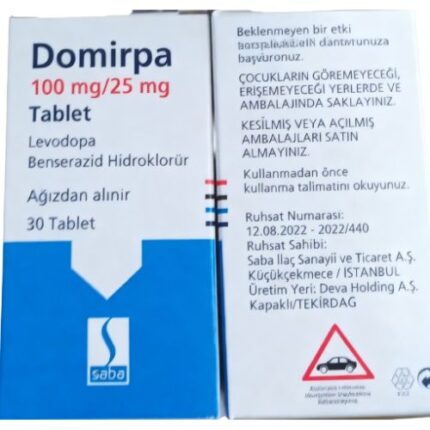 Domirpa
100 mg/25 mg
Tablet
Levodopa
Benserazid Hidroklorür
Ağızdan alınır
30 Tablet
saba
Beklenmeyen bir etki
başvuronuz.
ÇOCUKLARIN GÖREMEYECEĞİ,
ERİŞEMEYECEĞİ YERLERDE VE
AMBALAJINDA SAKLAYINIZ.
KESİLMİŞ VEYA AÇILMIŞ
AMBALAJLARI SATIN
ALMAYINIZ.
Kullanmadan önce
kullanma talimatını okuyunuz.
Ruhsat Numarası:
12.08.2022 - 2022/440
Ruhsat Sahibi:
Saba İlaç Sanayii ve Ticaret A.Ş.
Küçükçekmece / İSTANBUL
Üretim Yeri: Deva Holding A.Ş.
Kapaklı/TEKİRDAĞ